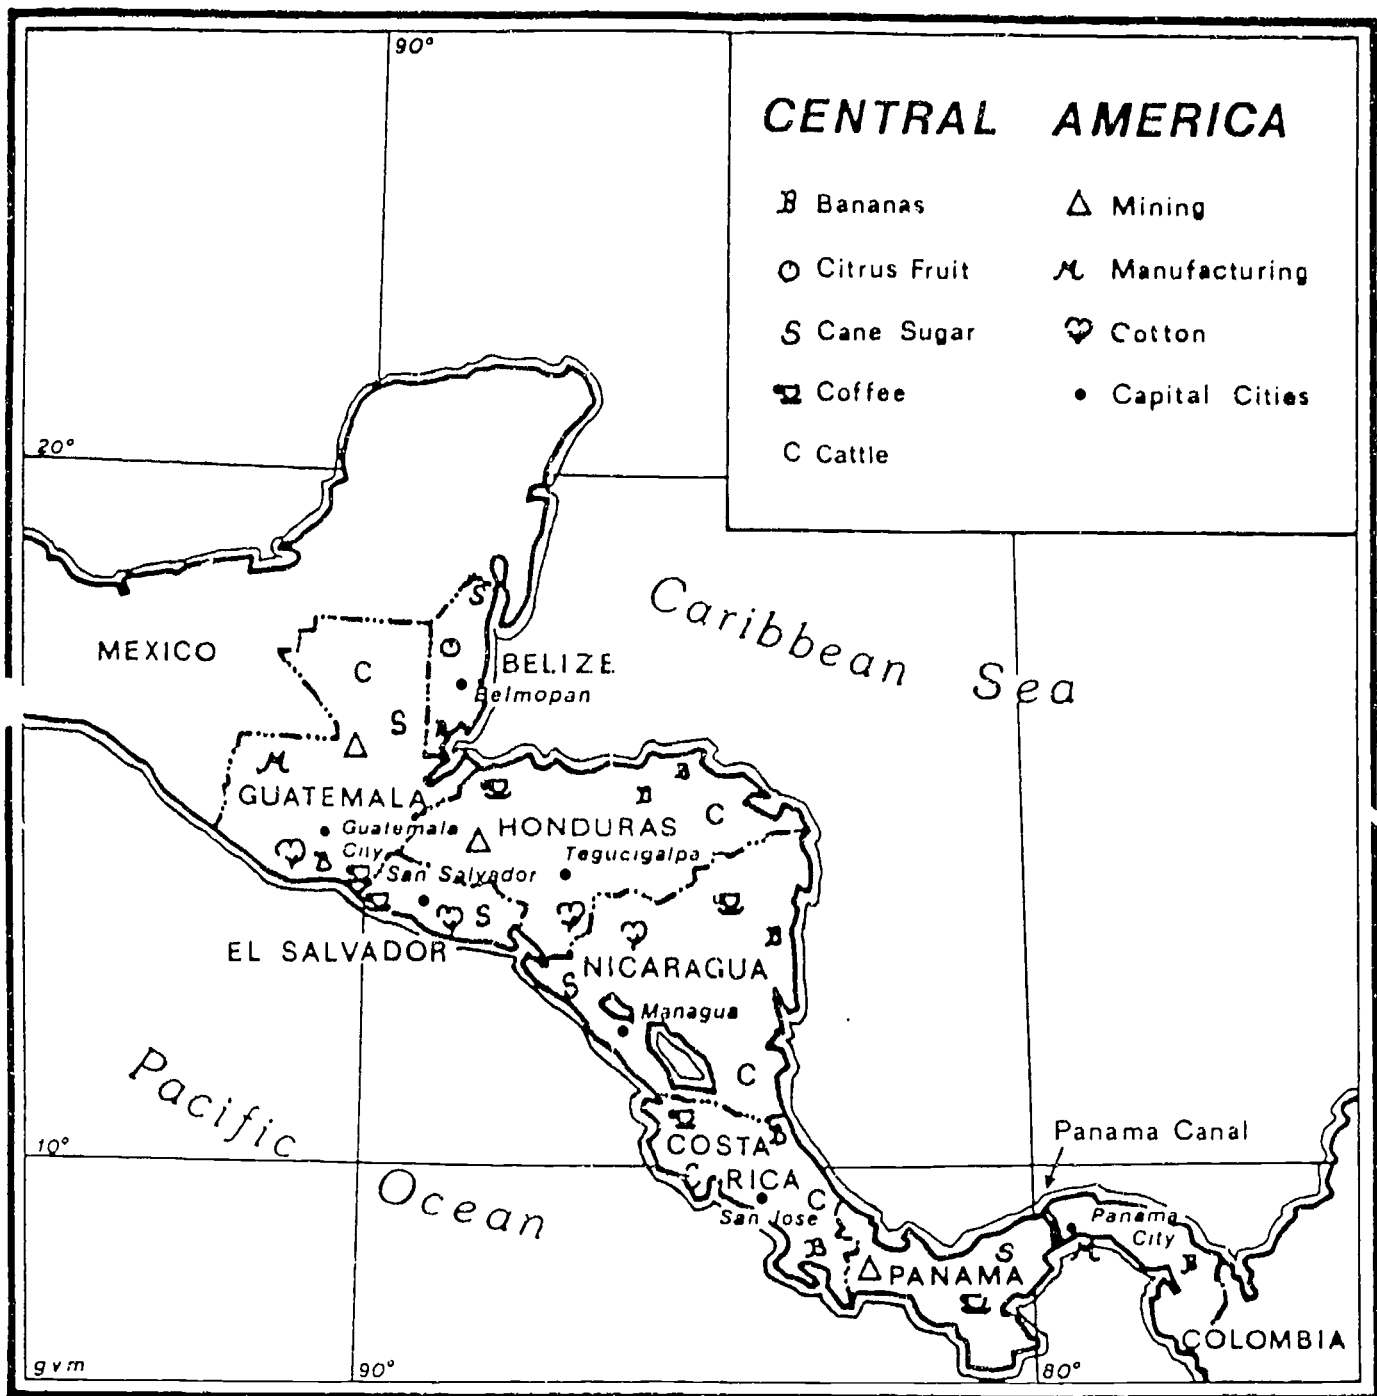 90°
CENTRAL AMERICA
B Bananas
Mining
Citrus Fruit
M Manufacturing
S Cane Sugar
Cotton
Coffee
Capital Cities
C Cattle
20°
Caribbean Sea
S
MEXICO
BELIZE
C
Belmopan
S
M
GUATEMALA
B
B
C
HONDURAS
Guatemala
City
Tegucigalpa
B
San Salvador
S
B
EL SALVADOR
NICARAGUA
S
Managua
C
Pacific
Ocean
10°
Panama Canal
COSTA
B
RICA
C
C
San Jose
Panama
City
B
S
M
B
PANAMA
COLOMBIA
gvm
90°
80°